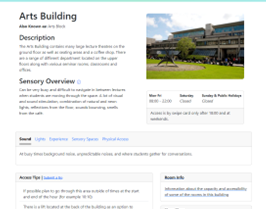 Arts Building
Also Known as: Arts Block
Description
The Arts Building contains many large lecture theatres on the
ground floor as well as seating areas and a coffee shop. There
are a range of different department located on the upper
floors along with various seminar rooms, classrooms and
offices.
Sensory Overview
Can be very busy and difficult to navigate in between lectures
when students are moving through the space. A lot of visual
and sound stimulation, combination of natural and neon
lights, reflections from the floor, sounds bouncing, smells
from the café.
Mon-Fri Saturday Sunday & Public Holidays
08:00 - 22:00 Closed Closed
Access is by swipe card only after 1800 and at
weekends.
Sound Lights Experience Sensory Spaces Physical Access
At busy times background noise, unpredictable noises, and where students gather for conversations.
Access Tips | Submit a tip
If possible plan to go through this area outside of times at the start
and end of the hour (for example 10:10)
There is a lift located at the back of the building as an option to
Room Info
Information about the capacity and accessibility
of some of the rooms in this building